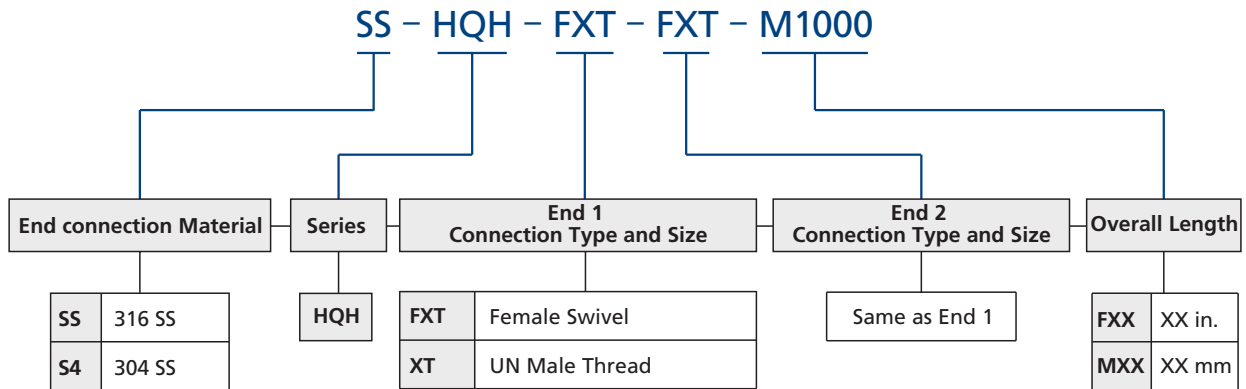 SS – HQH – FXT – FXT – M1000
End connection Material
Series
End 1
Connection Type and Size
End 2
Connection Type and Size
Overall Length
SS 316 SS
S4 304 SS
HQH
FXT Female Swivel
XT UN Male Thread
Same as End 1
FXX XX in.
MXX XX mm